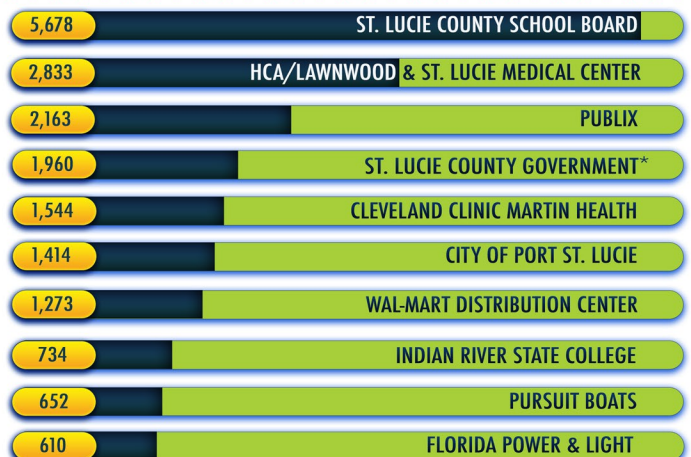 5,678 ST. LUCIE COUNTY SCHOOL BOARD
2,833 HCA/LAWNWOOD & ST. LUCIE MEDICAL CENTER
2,163 PUBLIX
1,960 ST. LUCIE COUNTY GOVERNMENT*
1,544 CLEVELAND CLINIC MARTIN HEALTH
1,414 CITY OF PORT ST. LUCIE
1,273 WAL-MART DISTRIBUTION CENTER
734 INDIAN RIVER STATE COLLEGE
652 PURSUIT BOATS
610 FLORIDA POWER & LIGHT